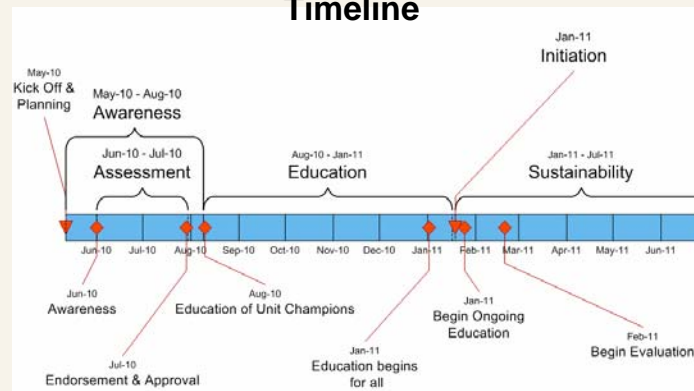 Timeline
Jan-11
Initiation
May-10
Kick Off &
Planning
May-10 - Aug-10
Awareness
Jun-10 - Jul-10
Assessment
Aug-10 - Jan-11
Education
Jan-11 - Jul-11
Sustainability
Jun-10 Jul-10 Aug-10 Sep-10 Oct-10 Nov-10 Dec-10 Jan-11 Feb-11 Mar-11 Apr-11 May-11 Jun-11
Jun-10
Awareness
Aug-10
Education of Unit Champions
Jan-11
Begin Ongoing
Education
Feb-11
Begin Evaluation
Jan-11
Education begins
for all
Jul-10
Endorsement & Approval